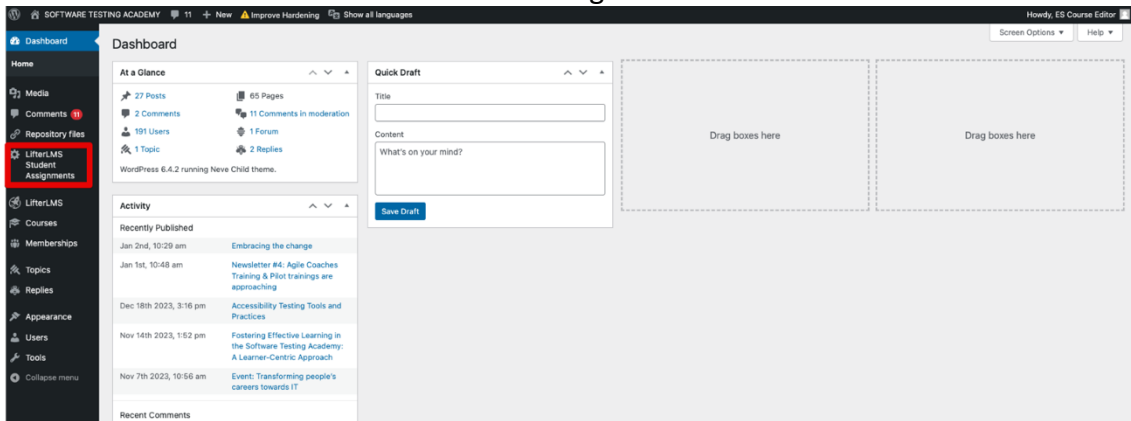 SOFTWARE TESTING ACADEMY 11 + New Improve Hardening Show all languages Howdy, ES Course Editor
Screen Options ▼ Help ▼
Dashboard
Home
Media
Comments 11
Repository files
LifterLMS
Student
Assignments
LifterLMS
Courses
Memberships
Topics
Replies
Appearance
Users
Tools
Collapse menu
Dashboard
At a Glance
27 Posts 65 Pages
2 Comments 11 Comments in moderation
191 Users 1 Forum
1 Topic 2 Replies
WordPress 6.4.2 running Neve Child theme.
Activity
Recently Published
Jan 2nd, 10:29 am Embracing the change
Jan 1st, 10:48 am Newsletter #4: Agile Coaches
Training & Pilot trainings are
approaching
Dec 18th 2023, 3:16 pm Accessibility Testing Tools and
Practices
Nov 14th 2023, 1:52 pm Fostering Effective Learning in
the Software Testing Academy:
A Learner-Centric Approach
Nov 7th 2023, 10:56 am Event: Transforming people's
careers towards IT
Recent Comments
Quick Draft
Title
Content
What's on your mind?
Save Draft
Drag boxes here
Drag boxes here